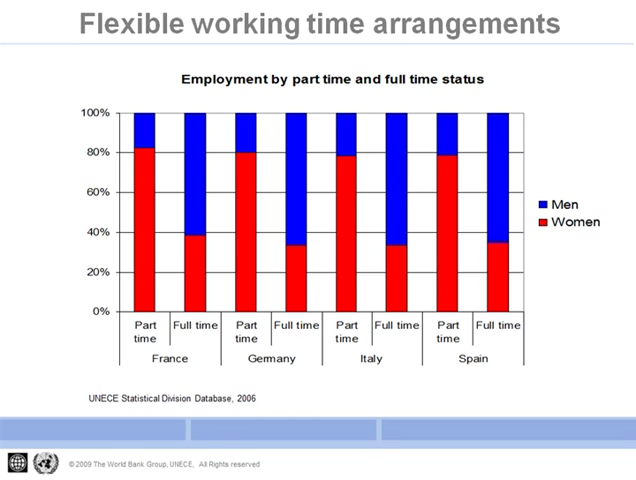 Flexible working time arrangements
Employment by part time and full time status
100%
80%
60%
40%
20%
0%
Men
Women
Part time
Full time
Part time
Full time
Part time
Full time
Part time
Full time
France
Germany
Italy
Spain
UNECE Statistical Division Database, 2006
© 2009 The World Bank Group, UNECE, All Rights reserved